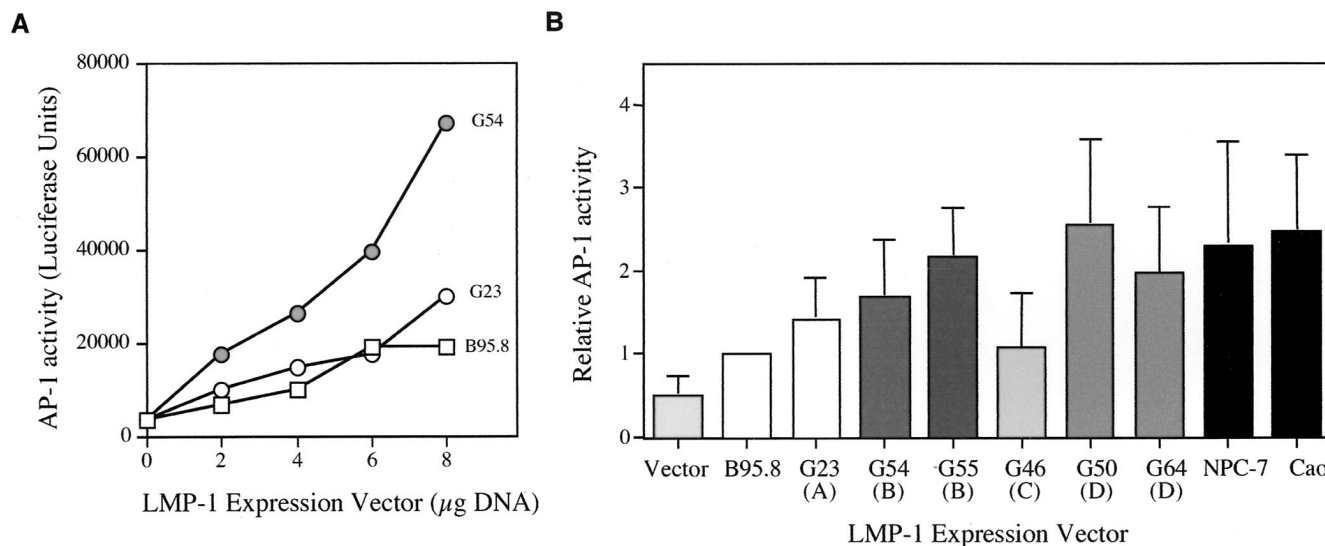 A
AP-1 activity (Luciferase Units)
80000
60000
40000
20000
0
G54
G23
B95.8
0 2 4 6 8
LMP-1 Expression Vector (µg DNA)
B
Relative AP-1 activity
4
3
2
1
0
Vector B95.8 G23 G54 G55 G46 G50 G64 NPC-7 Cao
(A) (B) (B) (C) (D) (D)
LMP-1 Expression Vector